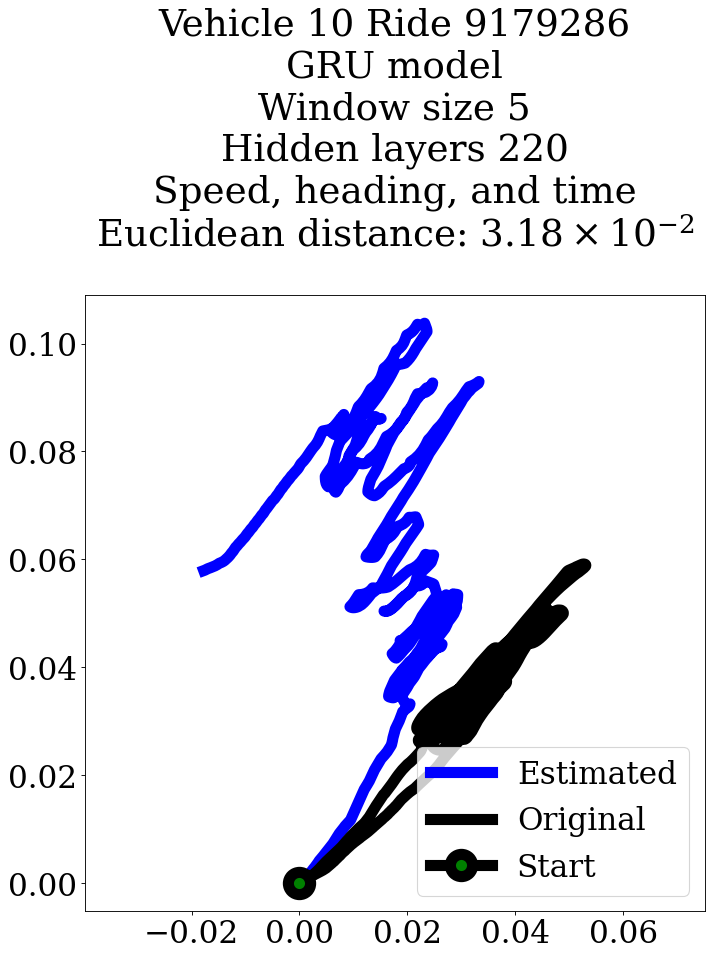 Vehicle 10 Ride 9179286
GRU model
Window size 5
Hidden layers 220
Speed, heading, and time
Euclidean distance: 3.18 × 10⁻²
0.10
0.08
0.06
0.04
0.02
0.00
−0.02 0.00 0.02 0.04 0.06
Estimated
Original
Start